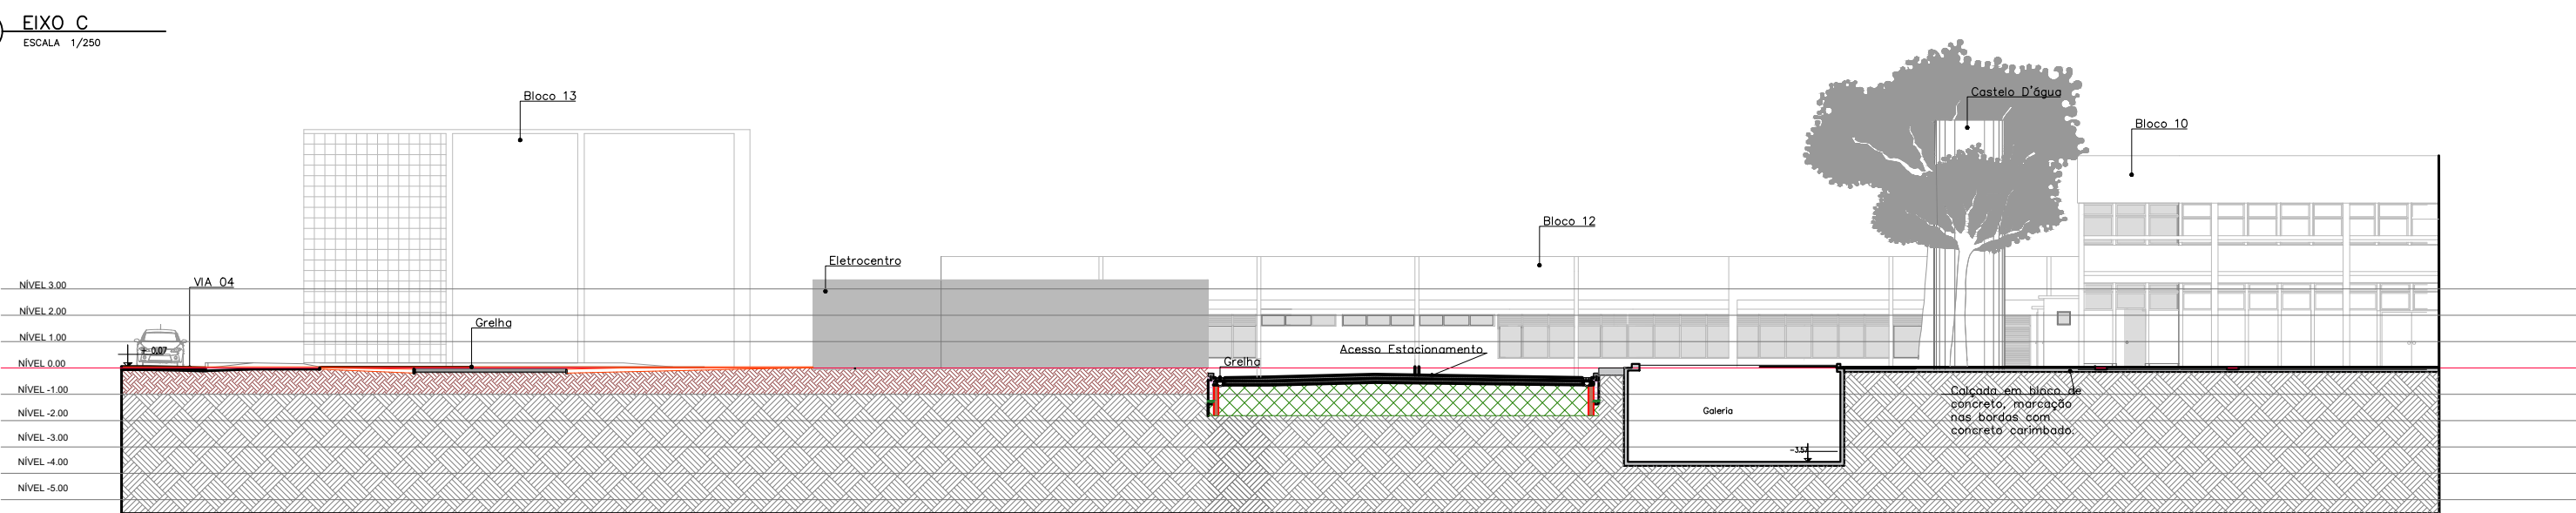 EIXO C
ESCALA 1/250
Castelo D'água
Bloco 13
Bloco 10
Bloco 12
Eletrocentro
VIA 04
NÍVEL 3.00
NÍVEL 2.00
Grelha
NÍVEL 1.00
Acesso Estacionamento
NÍVEL 0.00
Grelha
NÍVEL -1.00
NÍVEL -2.00
NÍVEL -3.00
NÍVEL -4.00
NÍVEL -5.00
Galeria
-3.57
Calçada em bloco de
concreto, marcação
nas bordas com
concreto carimbado.